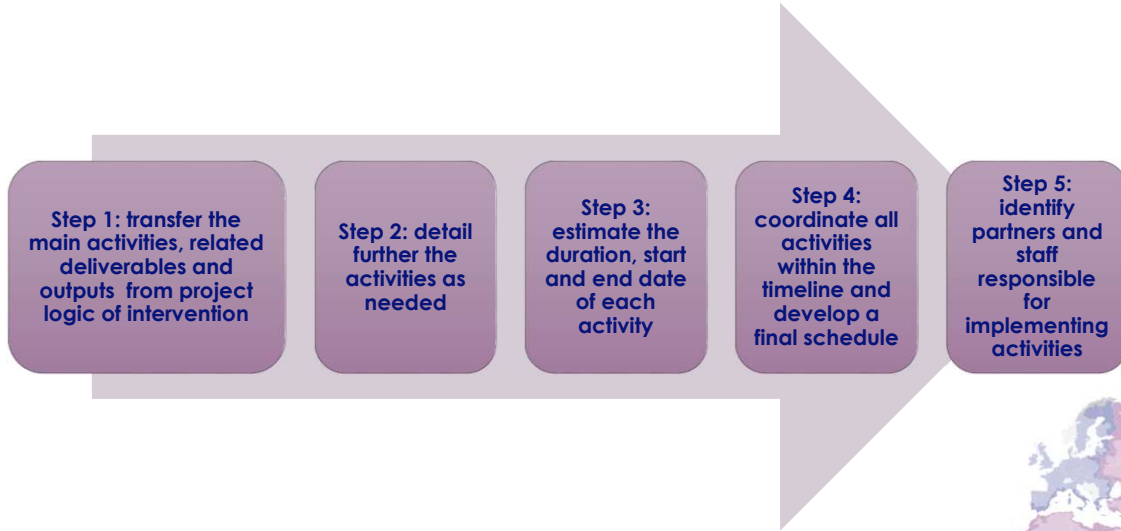 Step 1: transfer the
main activities, related
deliverables and
outputs from project
logic of intervention
Step 2: detail
further the
activities as
needed
Step 3:
estimate the
duration, start
and end date
of each
activity
Step 4:
coordinate all
activities
within the
timeline and
develop a
final schedule
Step 5:
identify
partners and
staff
responsible
for
implementing
activities